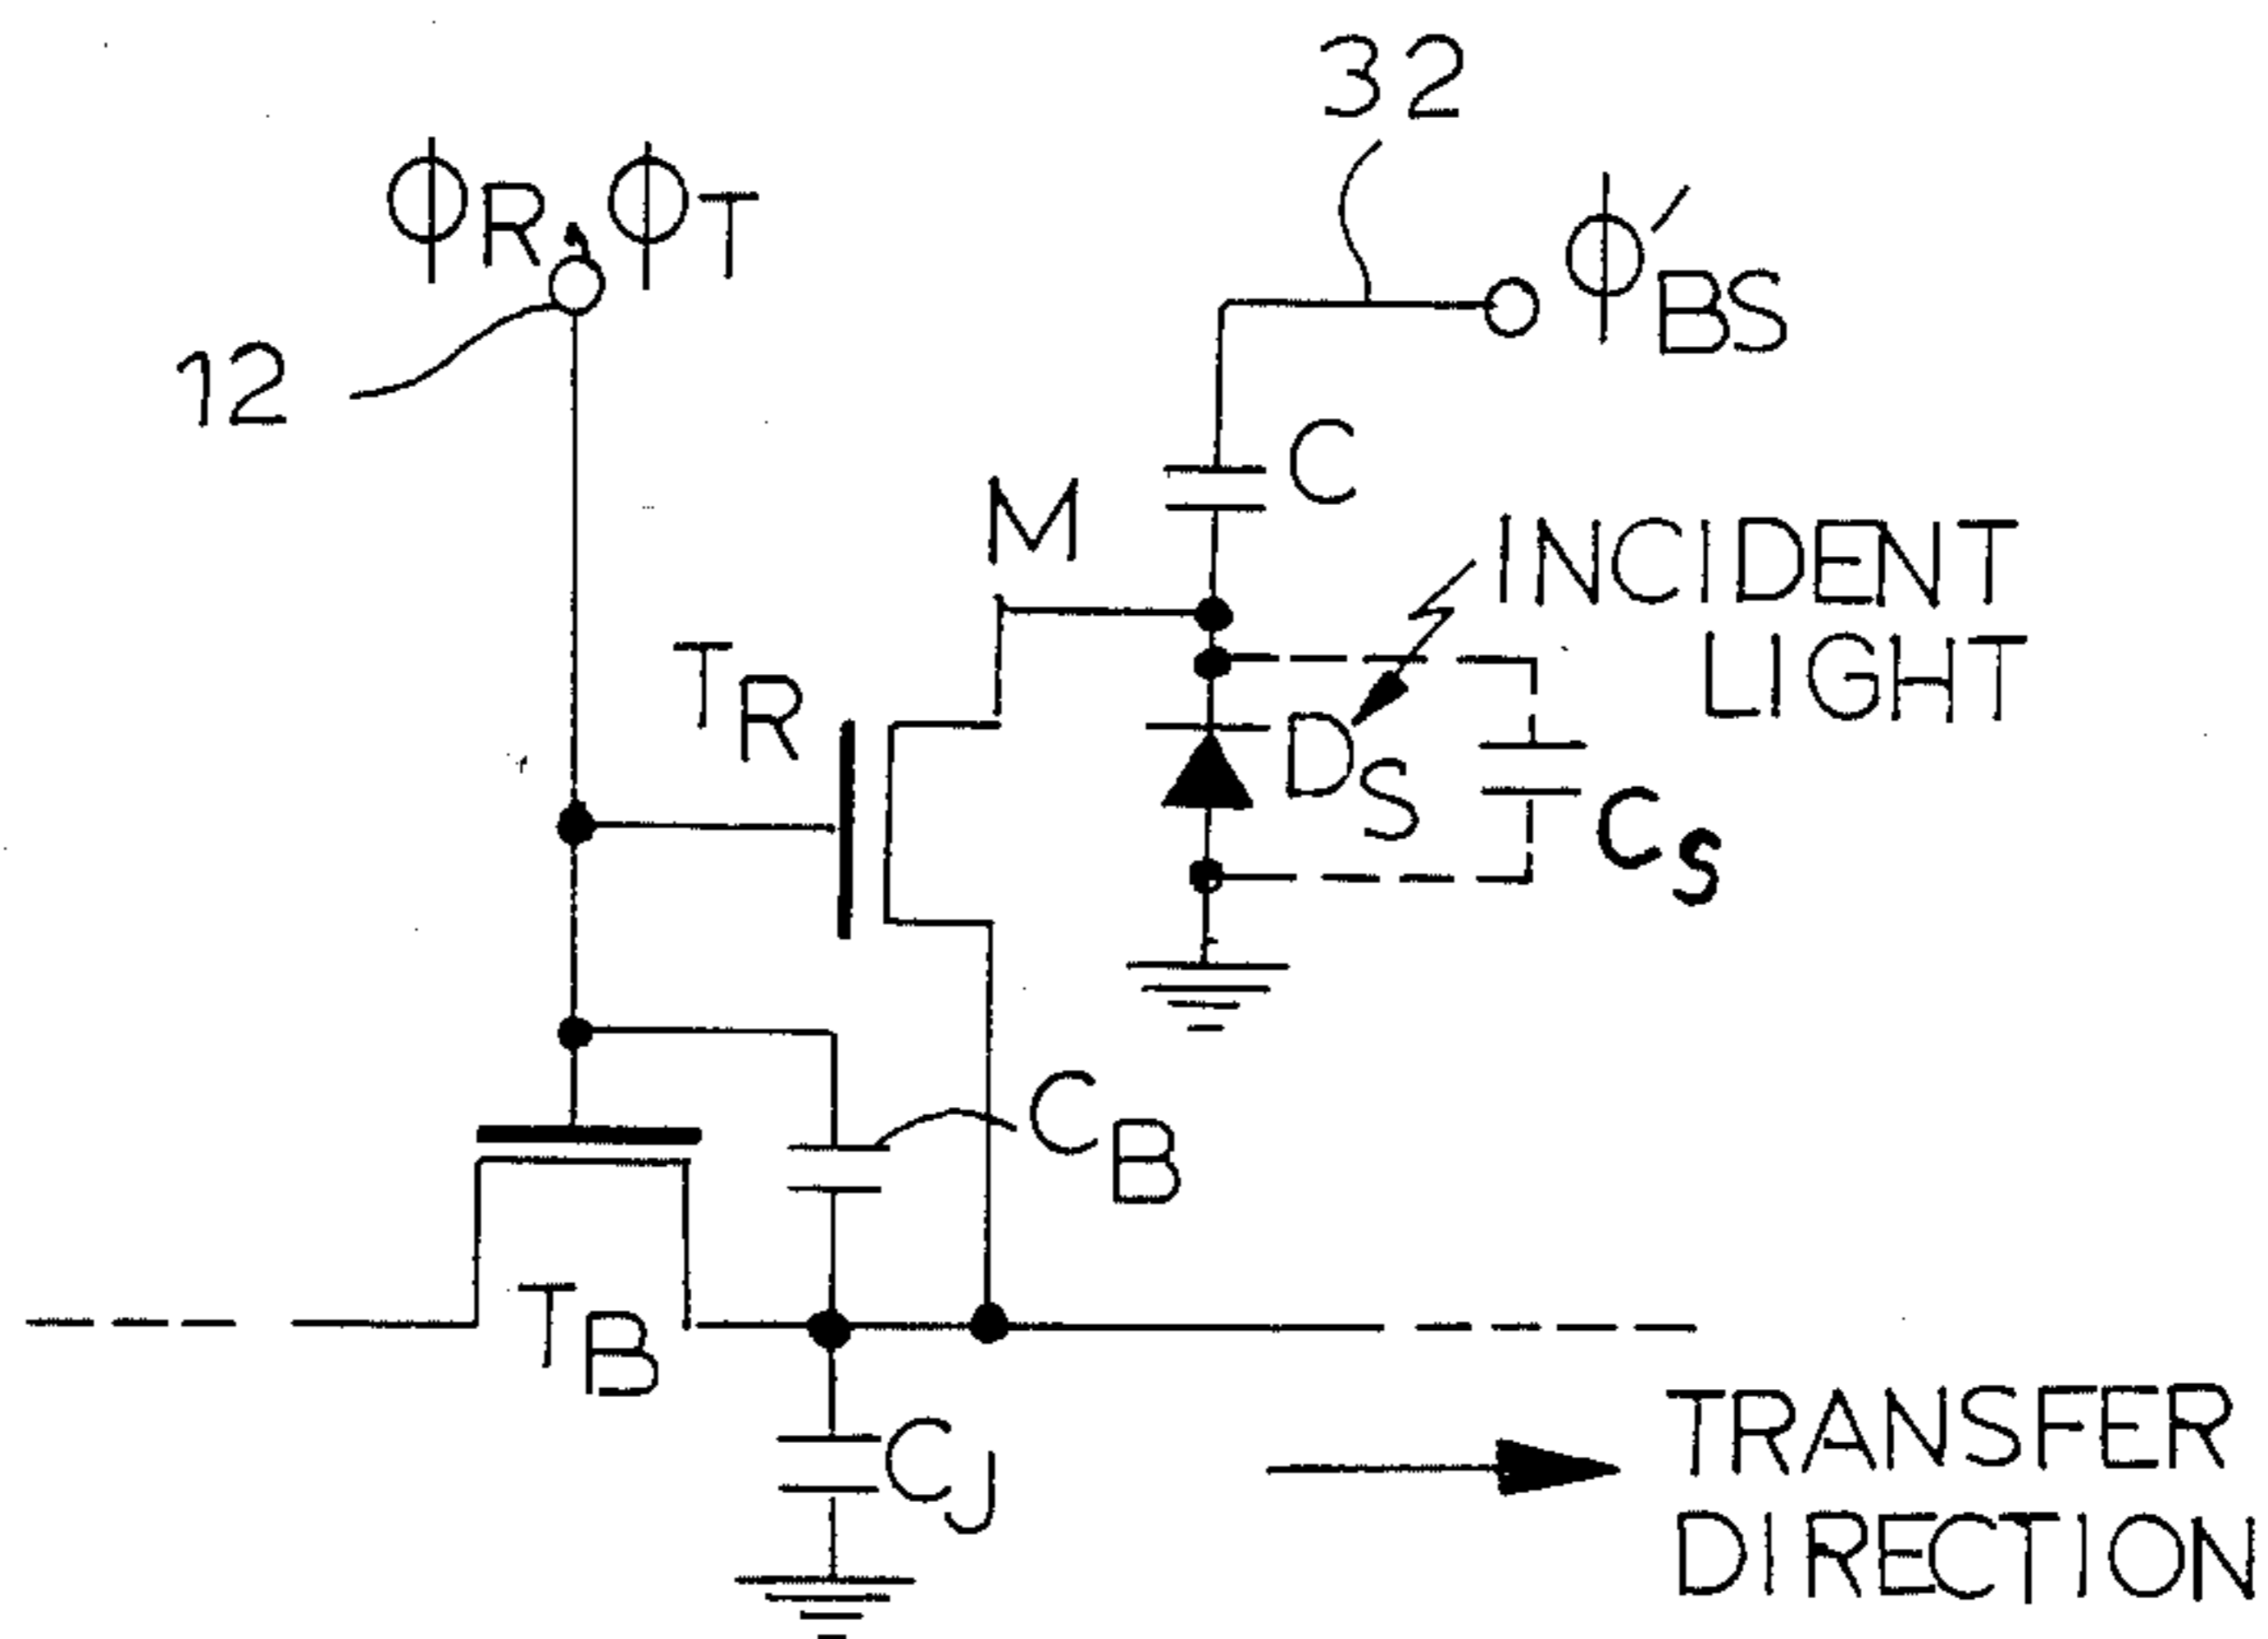 32
ϕR, ϕT
ϕ′BS
12
C
M
INCIDENT
LIGHT
TR
DS
CS
CB
TB
CJ
TRANSFER
DIRECTION